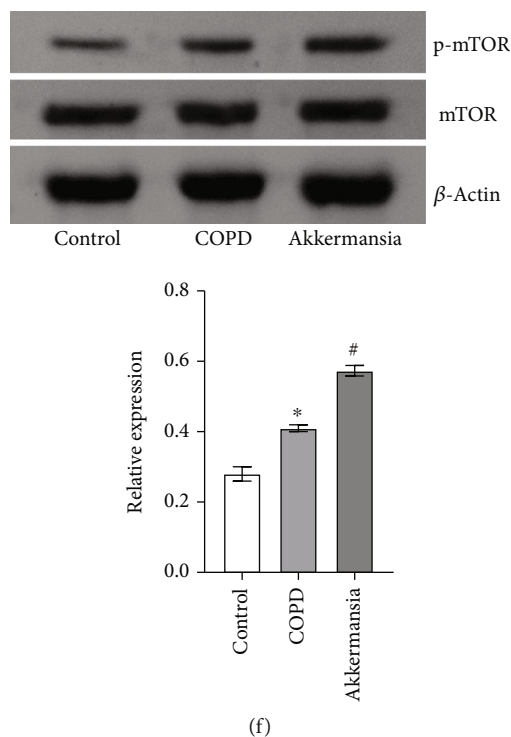 p-mTOR
mTOR
β-Actin
Control COPD Akkermansia
0.8
0.6
0.4
0.2
0.0
Relative expression
*
#
Control
COPD
Akkermansia
(f)